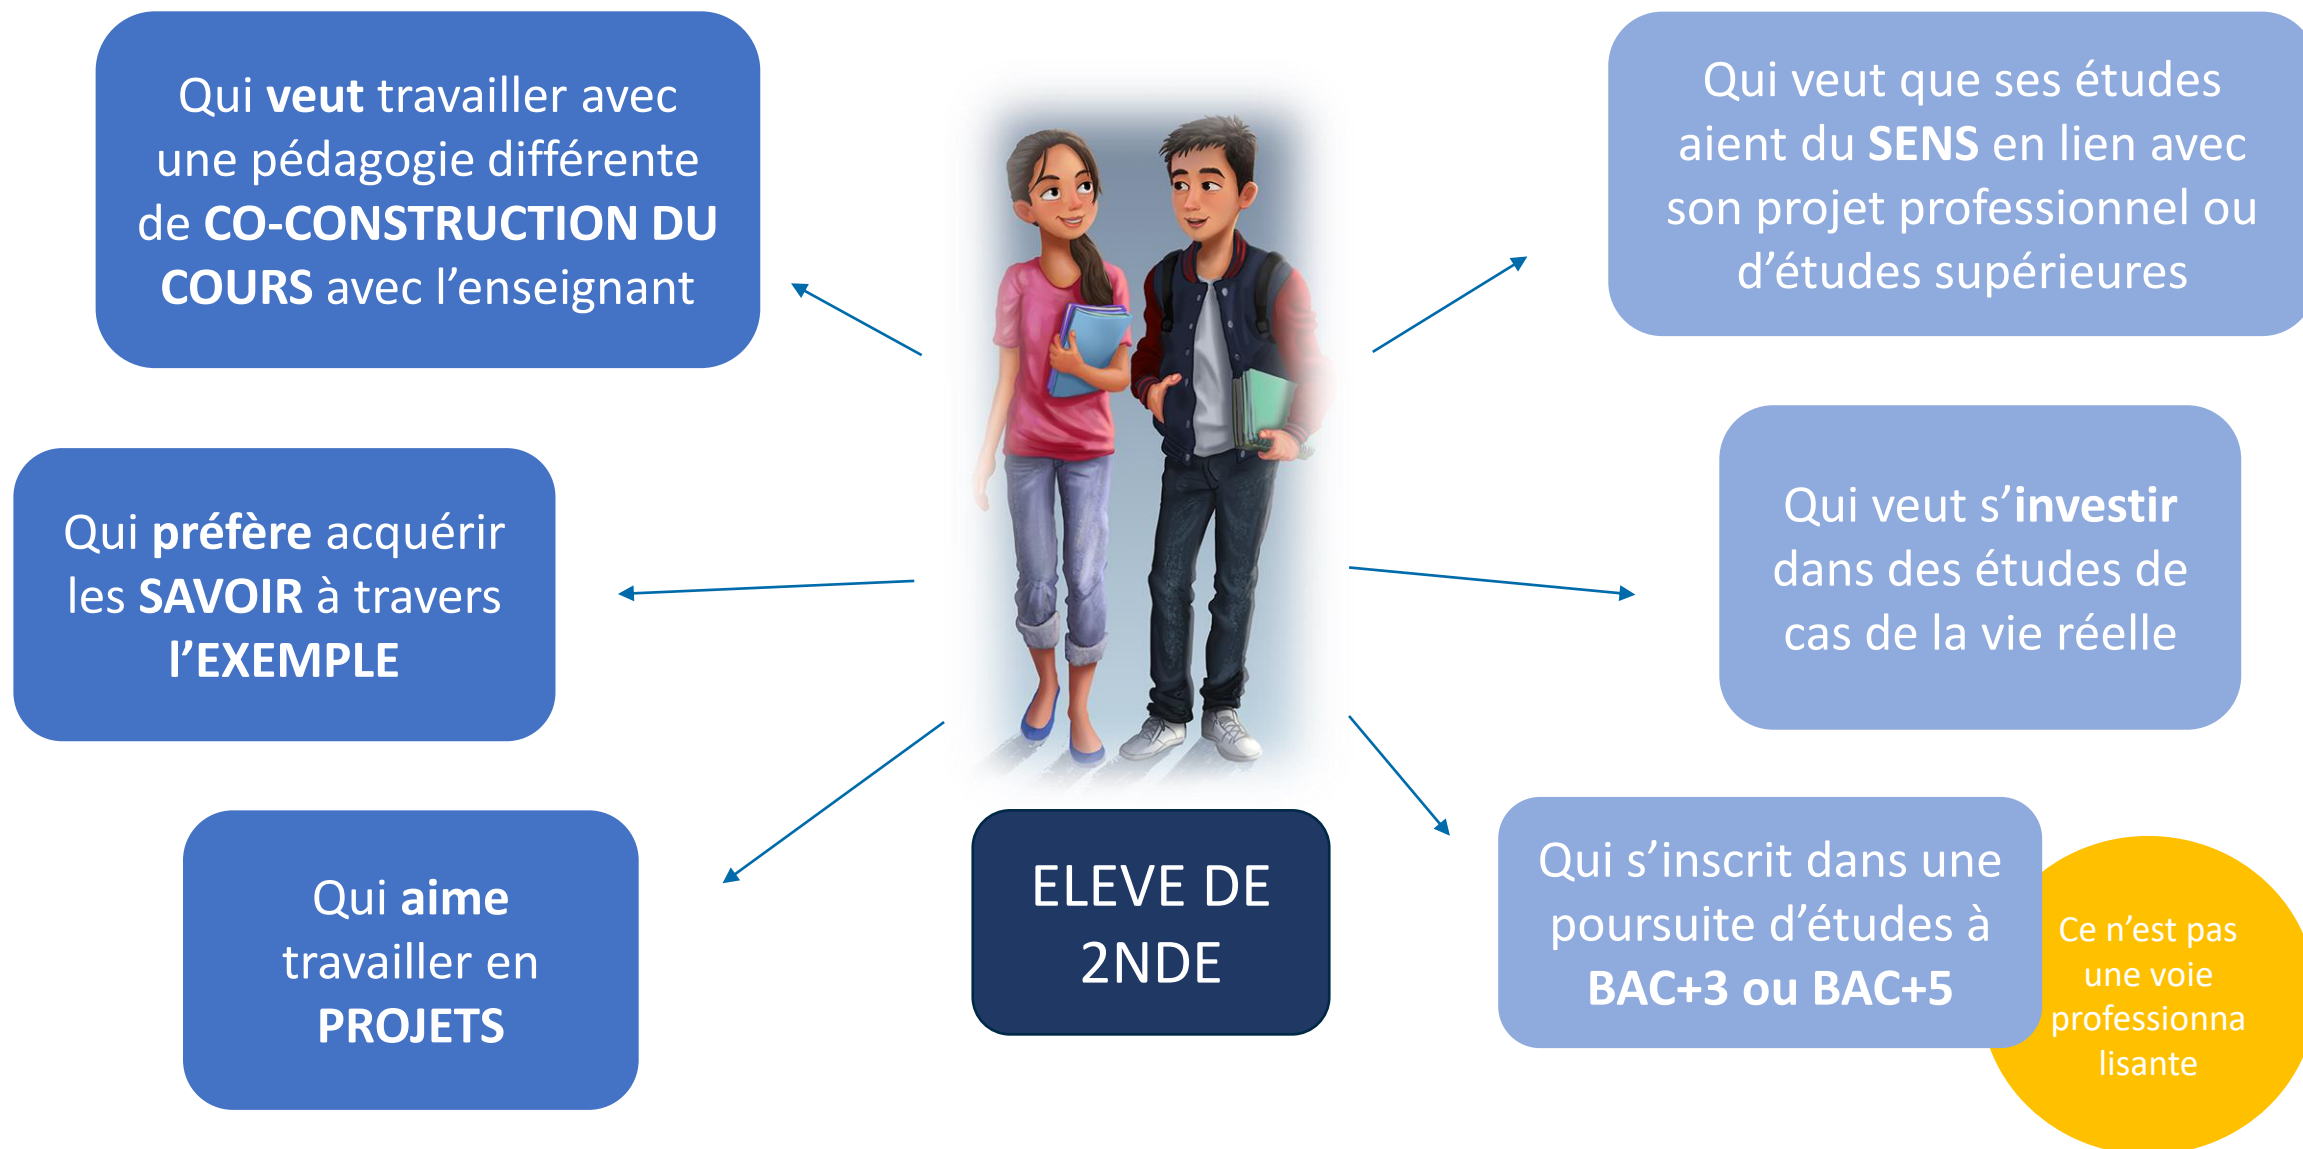 Qui veut travailler avec
une pédagogie différente
de CO-CONSTRUCTION DU
COURS avec l’enseignant
Qui préfère acquérir
les SAVOIR à travers
l’EXEMPLE
Qui aime
travailler en
PROJETS
ELEVE DE
2NDE
Qui veut que ses études
aient du SENS en lien avec
son projet professionnel ou
d’études supérieures
Qui veut s’investir
dans des études de
cas de la vie réelle
Qui s’inscrit dans une
poursuite d’études à
BAC+3 ou BAC+5
Ce n’est pas
une voie
professionna
lisante